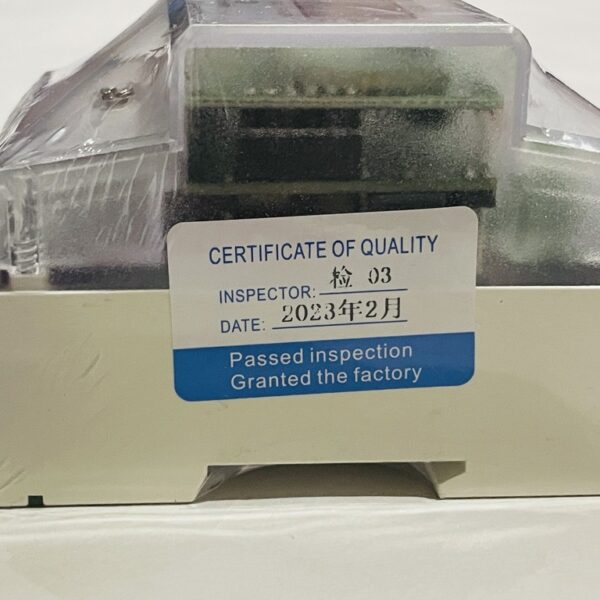 CERTIFICATE OF QUALITY
INSPECTOR: 检 03
DATE: 2023年2月
Passed inspection
Granted the factory